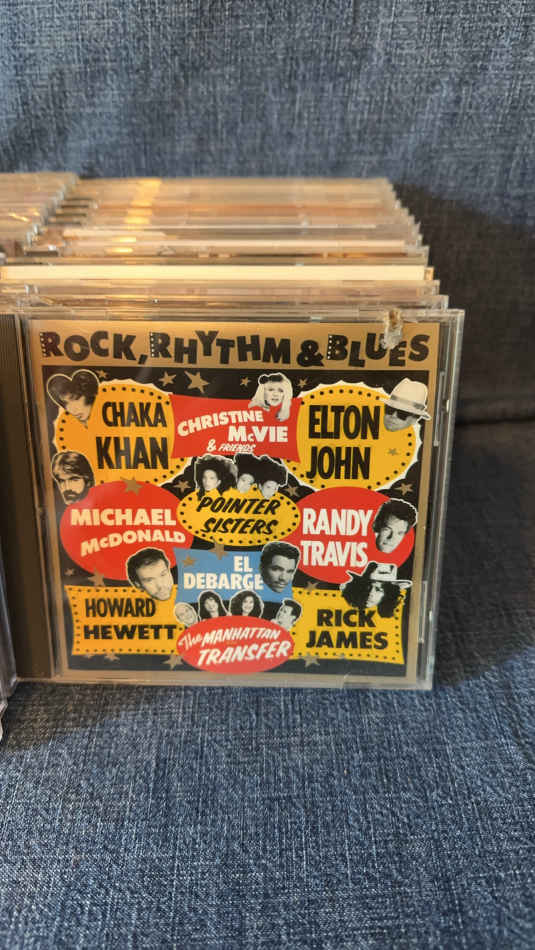 ROCK, RHYTHM & BLUES
CHAKA
KHAN
CHRISTINE
McVIE
& FRIENDS
ELTON
JOHN
MICHAEL
McDONALD
POINTER
SISTERS
RANDY
TRAVIS
EL
DEBARGE
HOWARD
HEWETT
The MANHATTAN
TRANSFER
RICK
JAMES